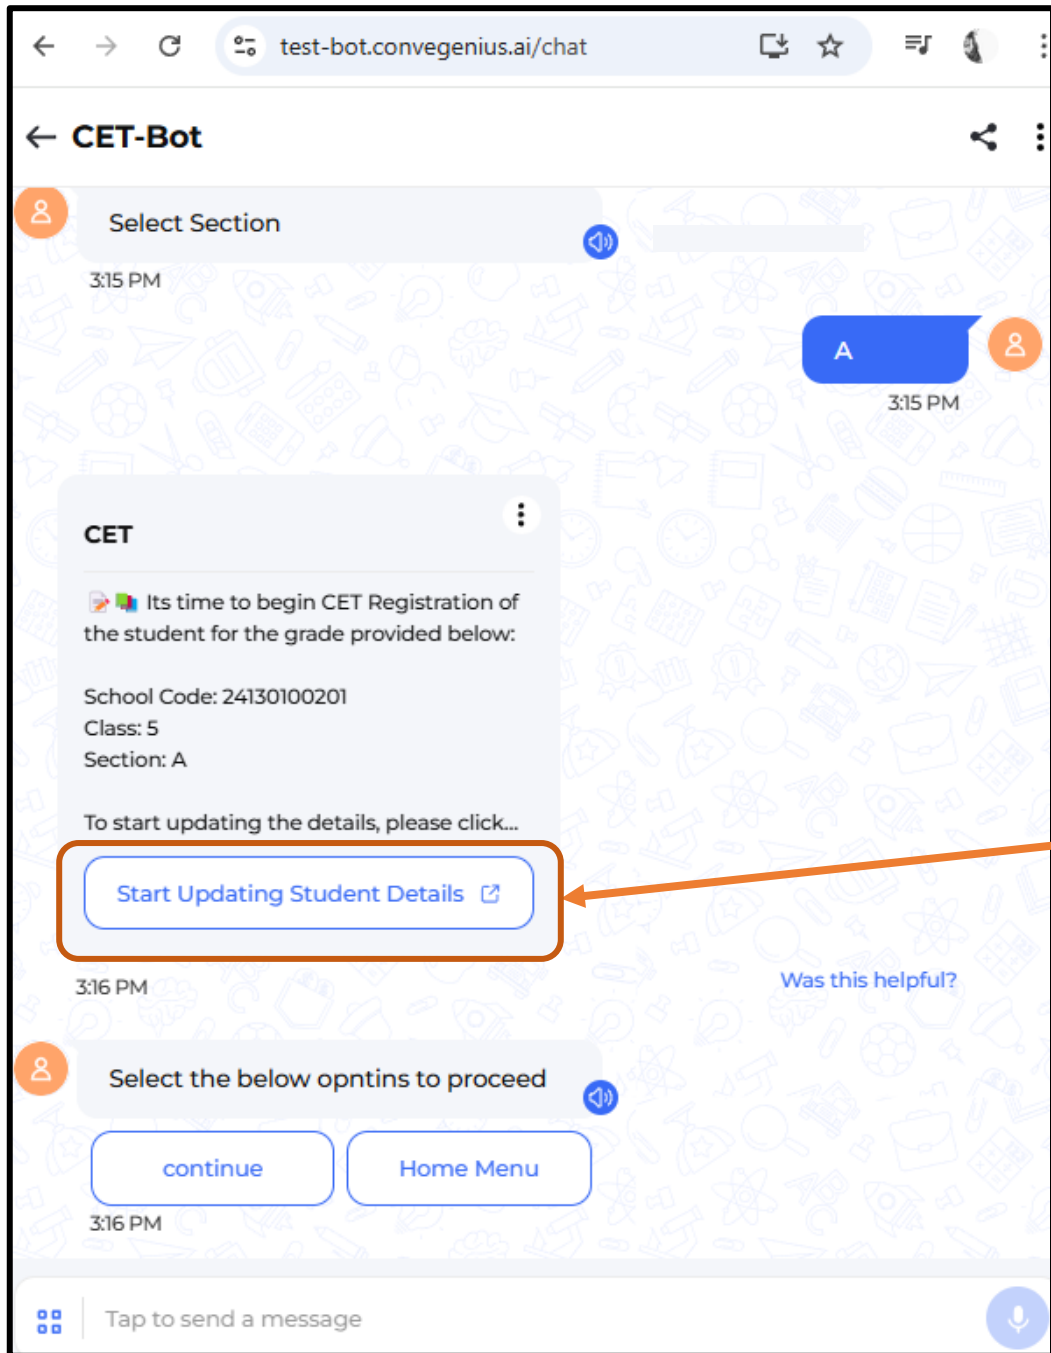 test-bot.convegenius.ai/chat
CET-Bot
Select Section
3:15 PM
A
3:15 PM
CET
📝📚 Its time to begin CET Registration of
the student for the grade provided below:
School Code: 24130100201
Class: 5
Section: A
To start updating the details, please click...
Start Updating Student Details
3:16 PM
Was this helpful?
Select the below opntins to proceed
continue
Home Menu
3:16 PM
Tap to send a message